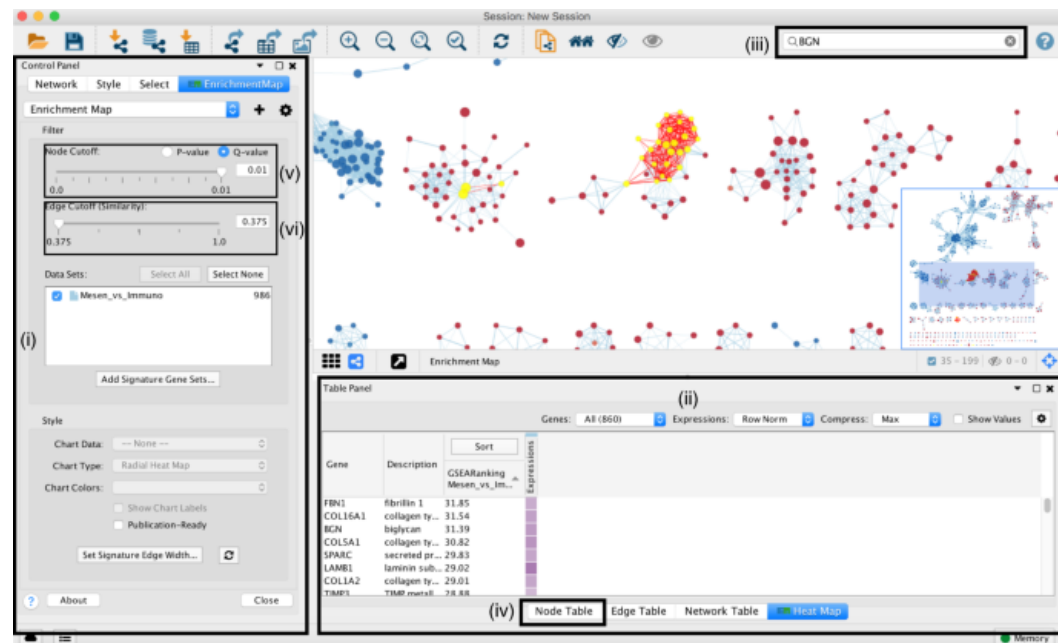 Session: New Session
(iii)
BGN
Control Panel
Network Style Select EnrichmentMap
Enrichment Map
Filter
Node Cutoff: P-value Q-value
0.01
0.0 0.01
(v)
Edge Cutoff (Similarity):
0.375
0.375 1.0
(vi)
Data Sets: Select All Select None
Mesen_vs_Immuno 986
(i)
Add Signature Gene Sets...
Style
Chart Data: -- None --
Chart Type: Radial Heat Map
Chart Colors:
Show Chart Labels
Publication-Ready
Set Signature Edge Width...
? About Close
Enrichment Map
35 - 199 0 - 0
Table Panel
(ii)
Genes: All (860) Expressions: Row Norm Compress: Max Show Values
Sort
Gene Description GSEARanking Mesen_vs_Im... Expressions
FBN1 fibrillin 1 31.85
COL16A1 collagen ty... 31.54
BGN biglycan 31.39
COL5A1 collagen ty... 30.82
SPARC secreted pr... 29.83
LAMB1 laminin sub... 29.02
COL1A2 collagen ty... 29.01
TIMP3 TIMP metall... 28.88
(iv)
Node Table Edge Table Network Table Heat Map
Memory